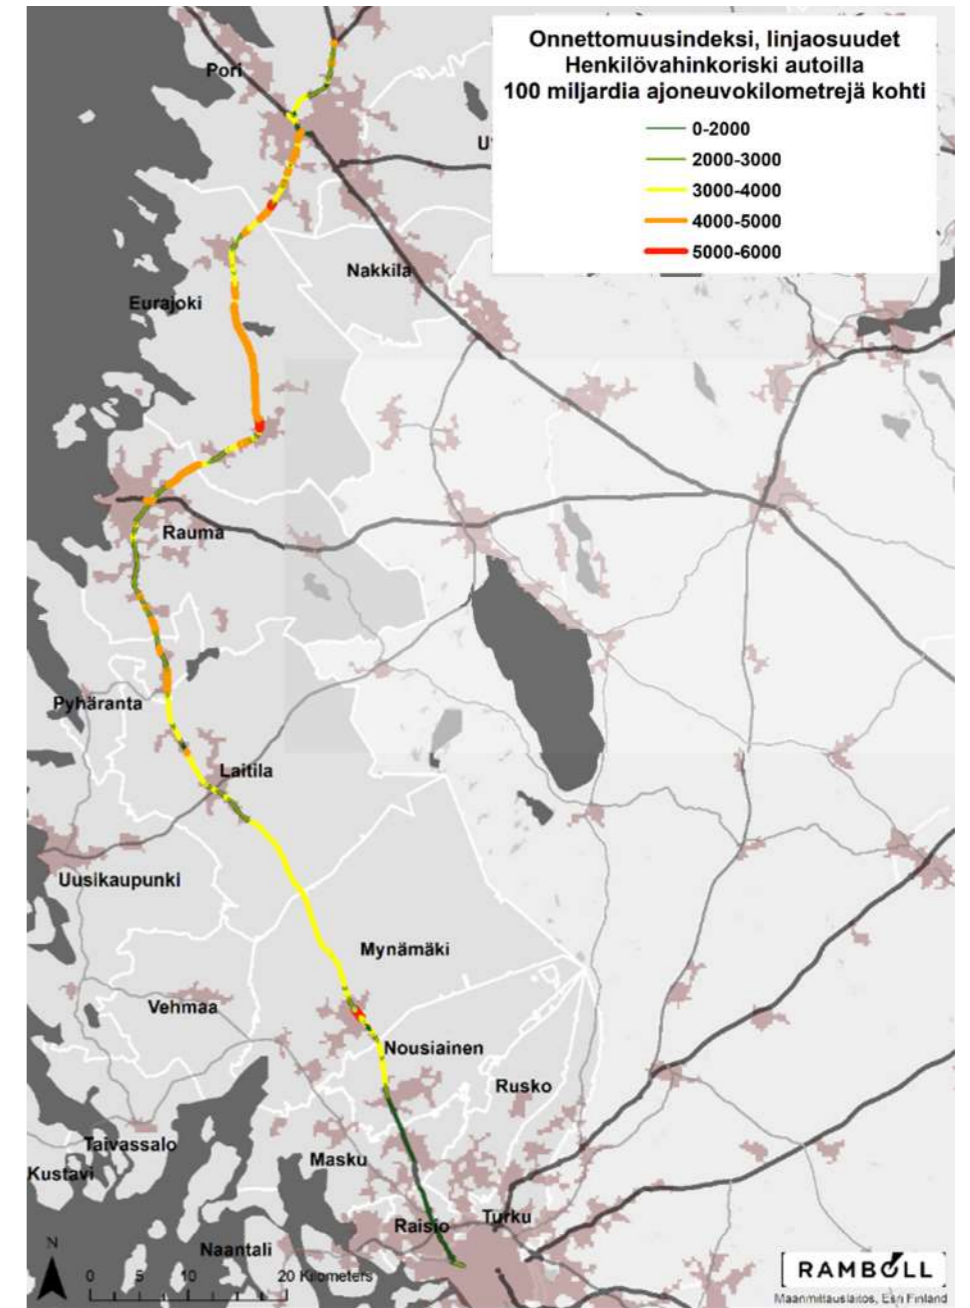 Onnettomuusindeksi, linjaosuudet
Henkilövahinkoriski autoilla
100 miljardia ajoneuvokilometrejä kohti
0-2000
2000-3000
3000-4000
4000-5000
5000-6000
Pori
Nakkila
Eurajoki
Rauma
Pyhäranta
Laitila
Uusikaupunki
Mynämäki
Vehmaa
Nousiainen
Rusko
Taivassalo
Masku
Kustavi
Turku
Raisio
Naantali
N
0 5 10 20 Kilometers
RAMBOLL
Maanmittauslaitos, Esri Finland